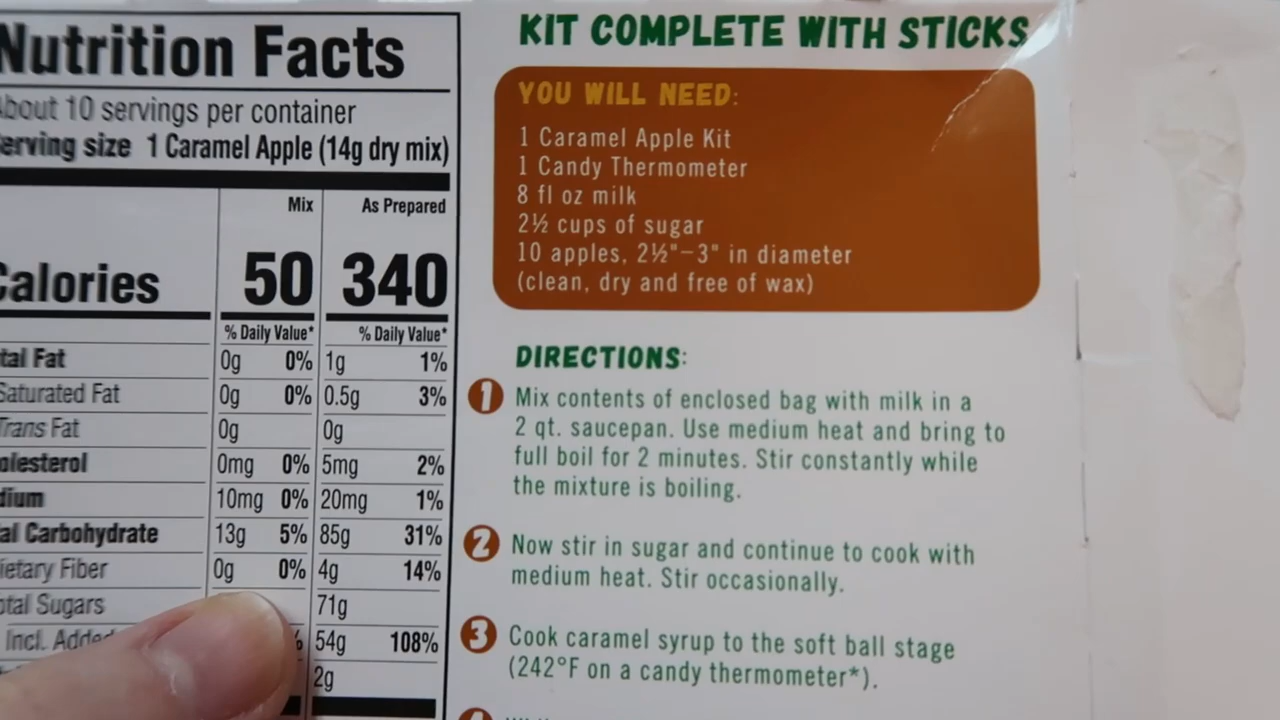 Nutrition Facts
About 10 servings per container
Serving size 1 Caramel Apple (14g dry mix)
Mix As Prepared
Calories 50 340
% Daily Value* % Daily Value*
tal Fat 0g 0% 1g 1%
Saturated Fat 0g 0% 0.5g 3%
Trans Fat 0g 0g
olesterol 0mg 0% 5mg 2%
dium 10mg 0% 20mg 1%
al Carbohydrate 13g 5% 85g 31%
ietary Fiber 0g 0% 4g 14%
otal Sugars 71g
Incl. Adde % 54g 108%
2g
KIT COMPLETE WITH STICKS
YOU WILL NEED:
1 Caramel Apple Kit
1 Candy Thermometer
8 fl oz milk
2½ cups of sugar
10 apples, 2½"-3" in diameter
(clean, dry and free of wax)
DIRECTIONS:
1 Mix contents of enclosed bag with milk in a
2 qt. saucepan. Use medium heat and bring to
full boil for 2 minutes. Stir constantly while
the mixture is boiling.
2 Now stir in sugar and continue to cook with
medium heat. Stir occasionally.
3 Cook caramel syrup to the soft ball stage
(242°F on a candy thermometer*).